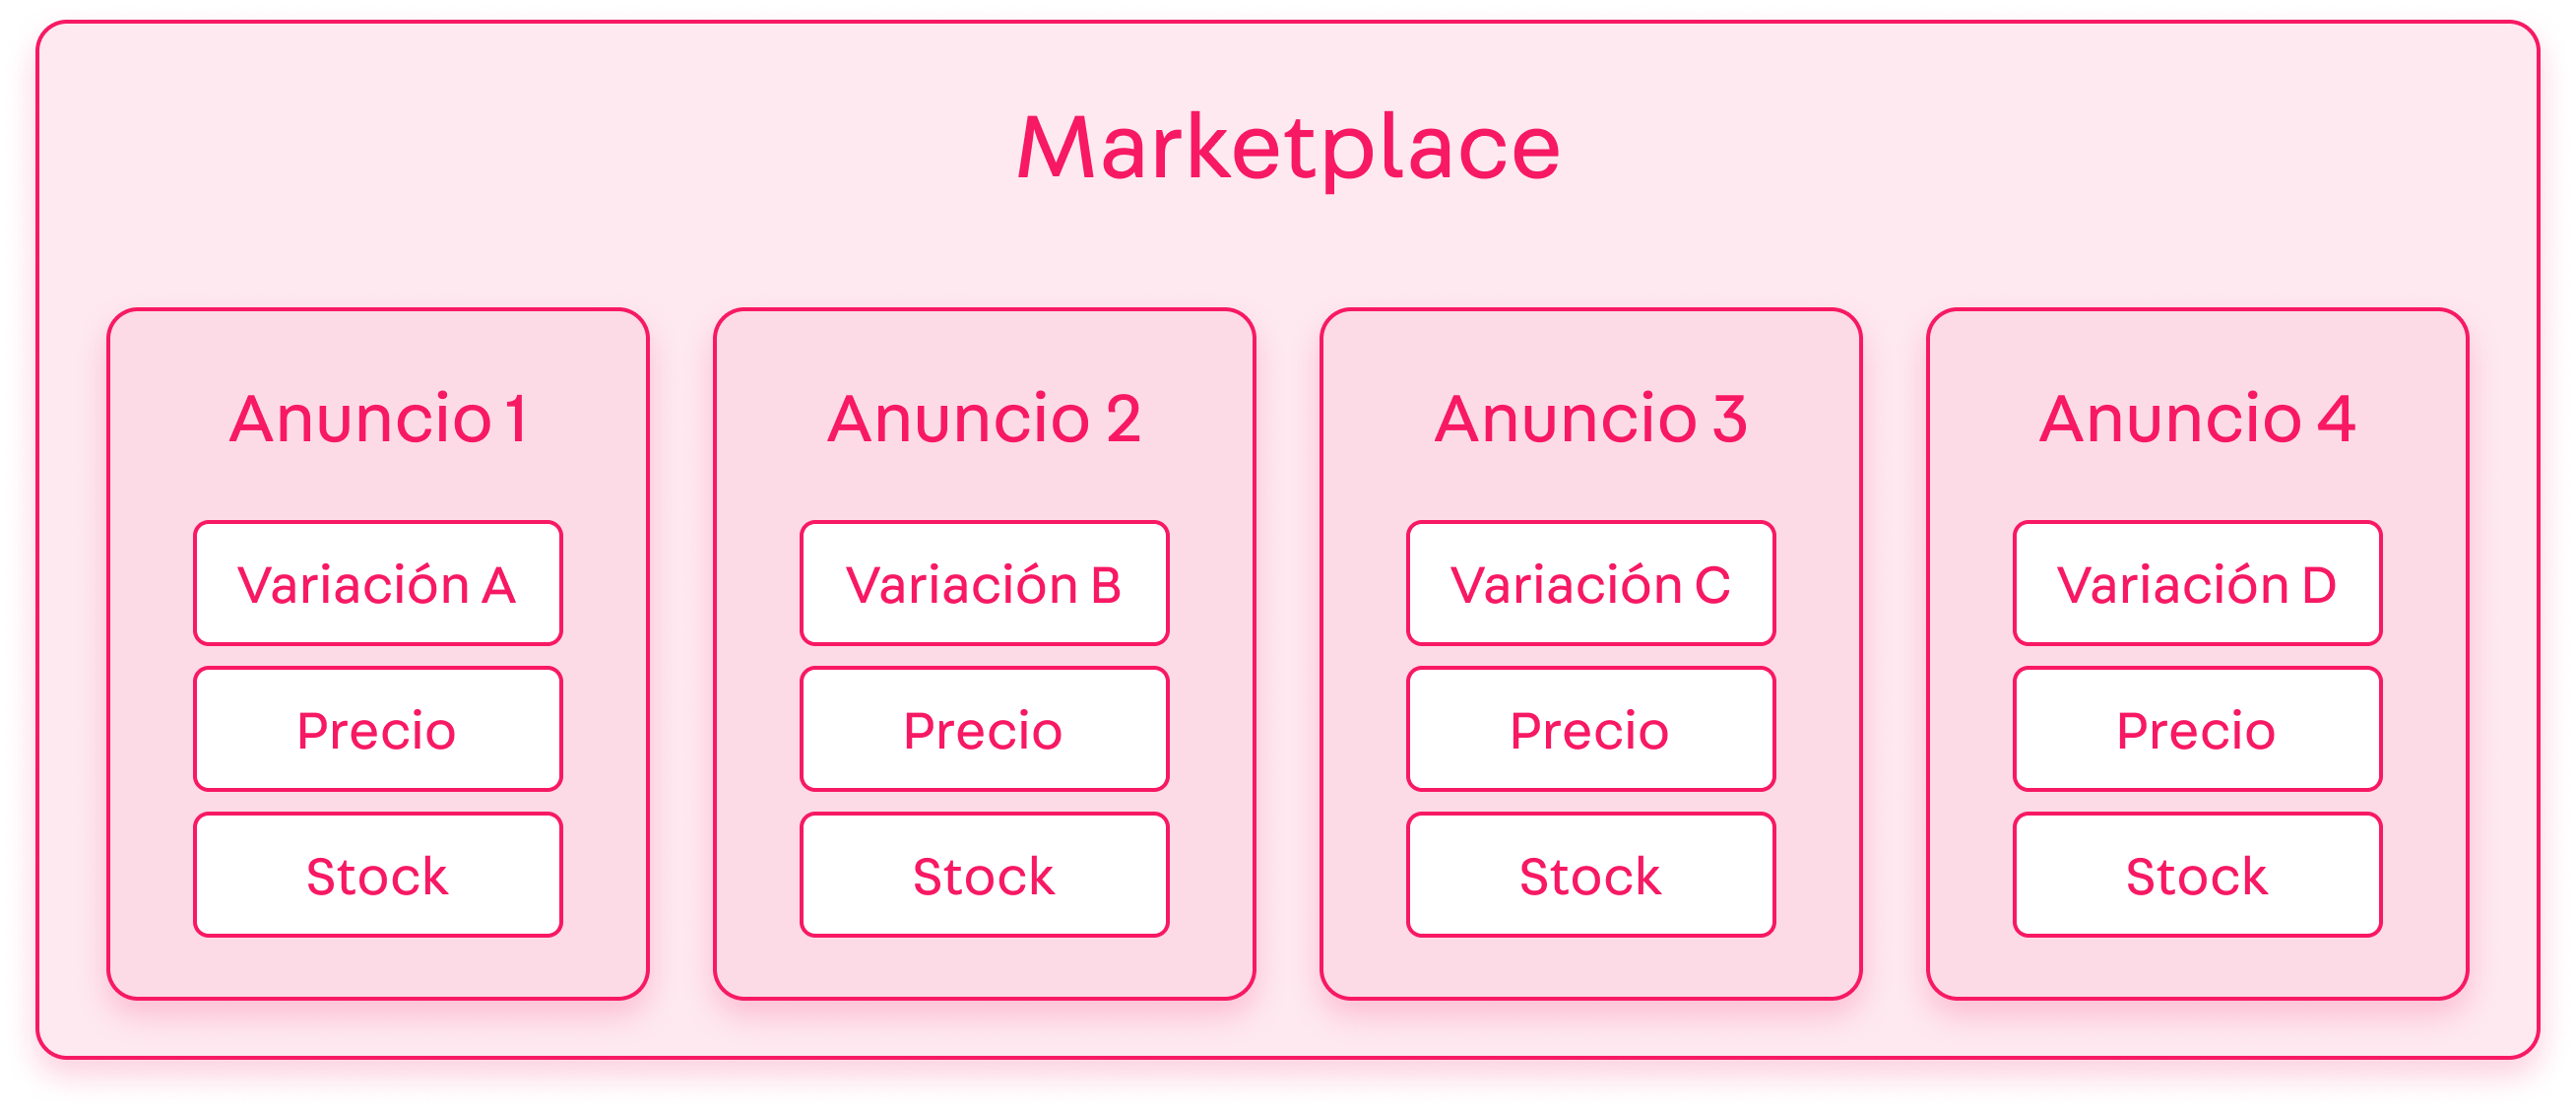 Marketplace
Anuncio 1
Variación A
Precio
Stock
Anuncio 2
Variación B
Precio
Stock
Anuncio 3
Variación C
Precio
Stock
Anuncio 4
Variación D
Precio
Stock